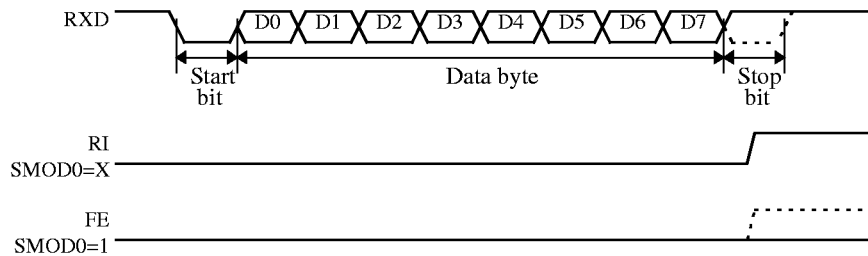 RXD
D0 D1 D2 D3 D4 D5 D6 D7
Start
bit
Data byte
Stop
bit
RI
SMOD0=X
FE
SMOD0=1